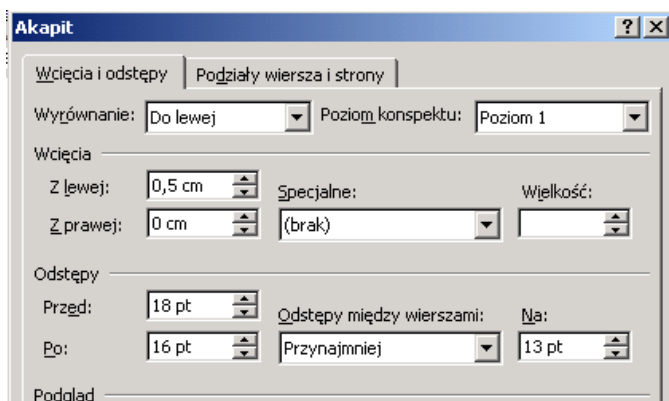 Akapit
Wcięcia i odstępy Podziały wiersza i strony
Wyrównanie: Do lewej Poziom konspektu: Poziom 1
Wcięcia
Z lewej: 0,5 cm Specjalne: Wielkość:
Z prawej: 0 cm (brak)
Odstępy
Przed: 18 pt Odstępy między wierszami: Na:
Po: 16 pt Przynajmniej 13 pt
Podgląd